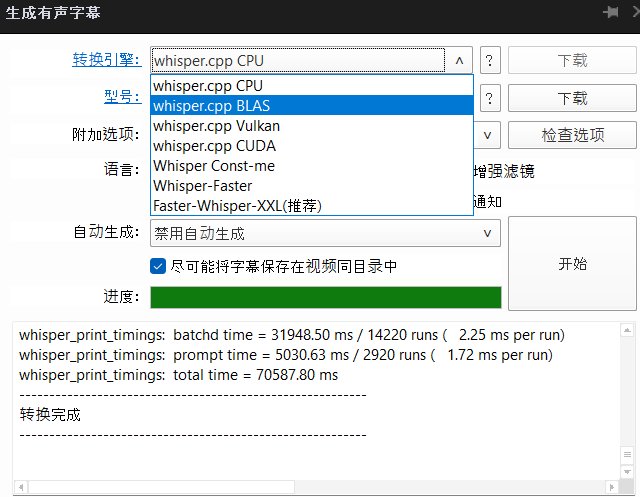 生成有声字幕
转换引擎: whisper.cpp CPU ? 下载
whisper.cpp CPU
型号: whisper.cpp BLAS ? 下载
whisper.cpp Vulkan
附加选项: 检查选项
whisper.cpp CUDA
语言: Whisper Const-me 增强滤镜
Whisper-Faster
Faster-Whisper-XXL(推荐) 通知
自动生成: 禁用自动生成
开始
尽可能将字幕保存在视频同目录中
进度:
whisper_print_timings: batchd time = 31948.50 ms / 14220 runs ( 2.25 ms per run)
whisper_print_timings: prompt time = 5030.63 ms / 2920 runs ( 1.72 ms per run)
whisper_print_timings: total time = 70587.80 ms
----------------------------------------------------
转换完成
----------------------------------------------------